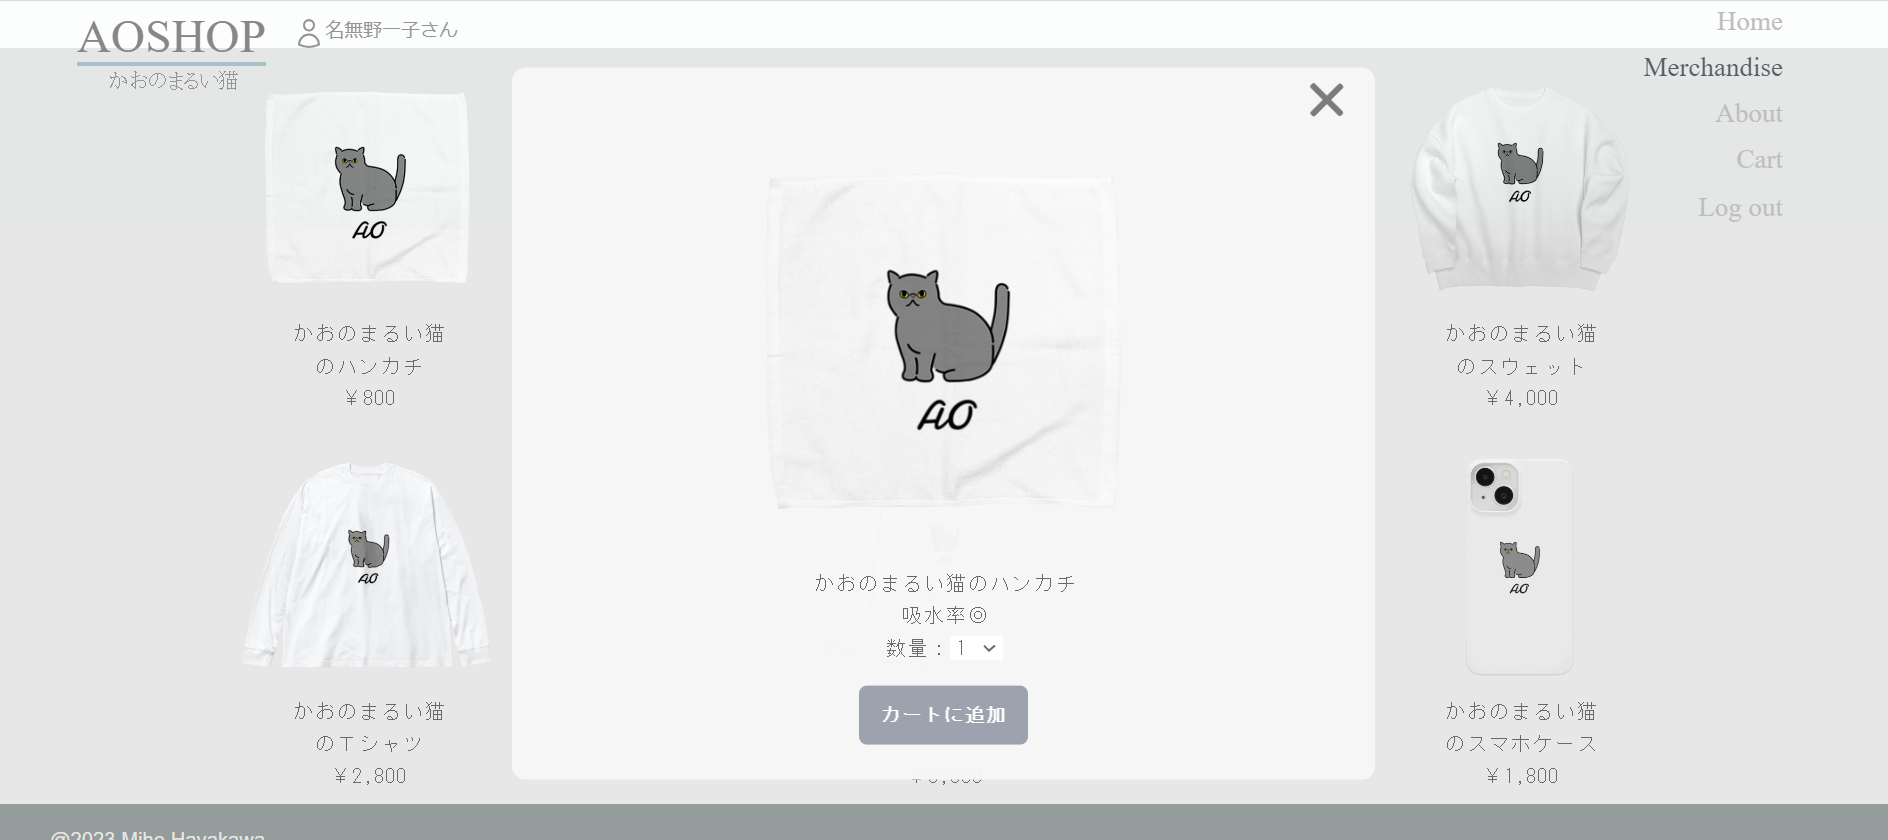 AOSHOP
名無野一子さん
かおのまるい猫
Home
Merchandise
About
Cart
Log out
AO
かおのまるい猫
のハンカチ
￥800
AO
かおのまるい猫のハンカチ
吸水率◎
数量：1
カートに追加
AO
かおのまるい猫
のスウェット
￥4,000
AO
かおのまるい猫
のTシャツ
￥2,800
AO
かおのまるい猫
のスマホケース
￥1,800
@2023 Miho Hayakawa